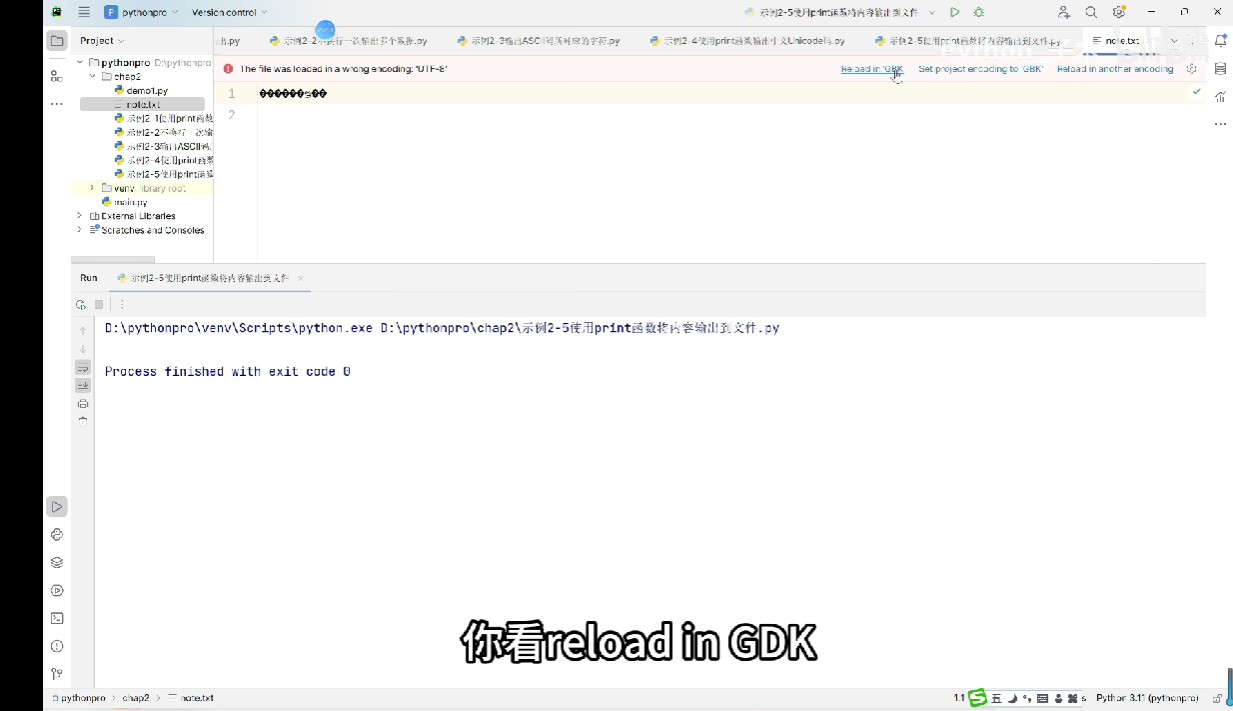 pythonpro
Version control
示例2-5使用print函数将内容输出到文件
Project
出.py
示例2-2不换行一次输出多个数据.py
示例2-3输出ASCII码所对应的字符.py
示例2-4使用print函数输出中文Unicode码.py
示例2-5使用print函数将内容输出到文件.py
note.txt
pythonpro D:\pythonpro
chap2
demo1.py
note.txt
示例2-1使用print函数
示例2-2不换行一次输
示例2-3输出ASCII码
示例2-4使用print函数
示例2-5使用print函数
venv library root
main.py
External Libraries
Scratches and Consoles
The file was loaded in a wrong encoding: 'UTF-8'
Reload in 'GBK'
Set project encoding to 'GBK'
Reload in another encoding
1
2
Run
示例2-5使用print函数将内容输出到文件
D:\pythonpro\venv\Scripts\python.exe D:\pythonpro\chap2\示例2-5使用print函数将内容输出到文件.py
Process finished with exit code 0
你看reload in GDK
pythonpro > chap2 > note.txt
1:1
五
Python 3.11 (pythonpro)